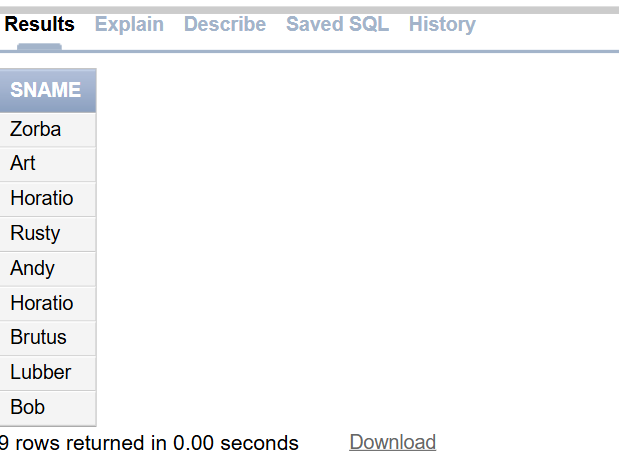 Results Explain Describe Saved SQL History
SNAME
Zorba
Art
Horatio
Rusty
Andy
Horatio
Brutus
Lubber
Bob
9 rows returned in 0.00 seconds Download